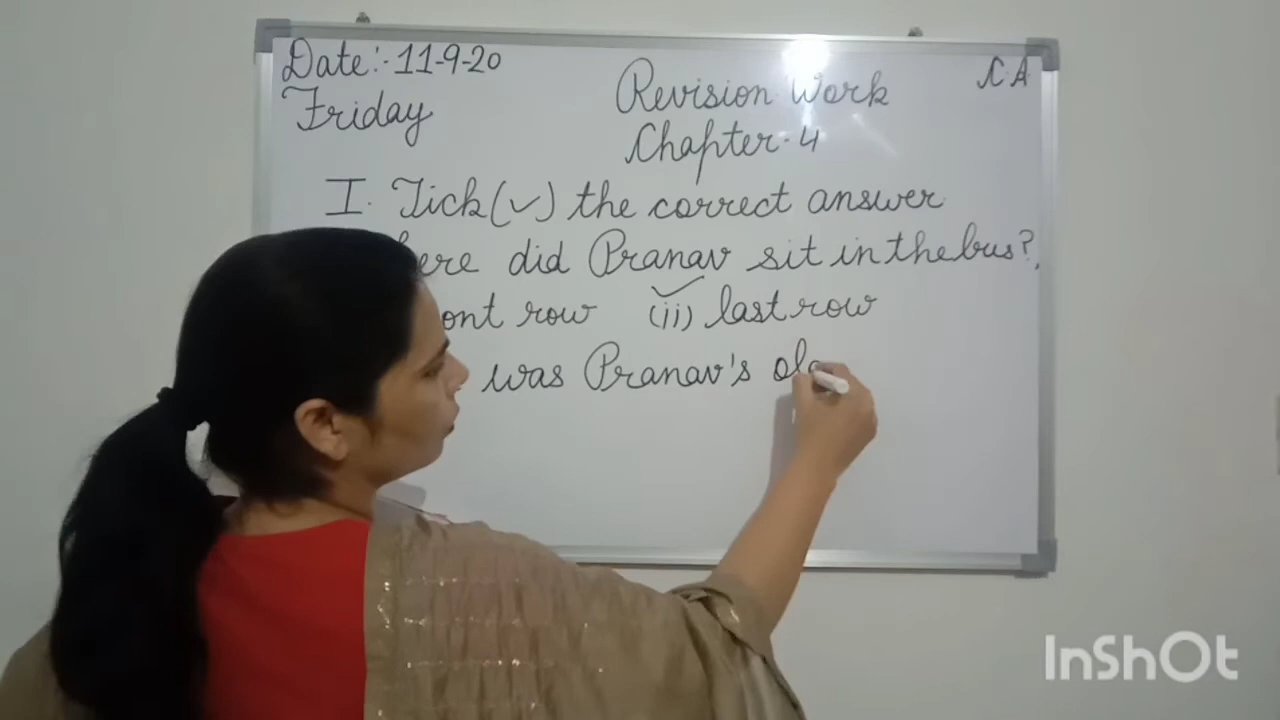 Date:- 11-9-20
Friday
Revision Work
C A
Chapter-4
I. Tick (✓) the correct answer
did Pranav sit in the bus?
row (ii) last row
was Pranav's
InShOt